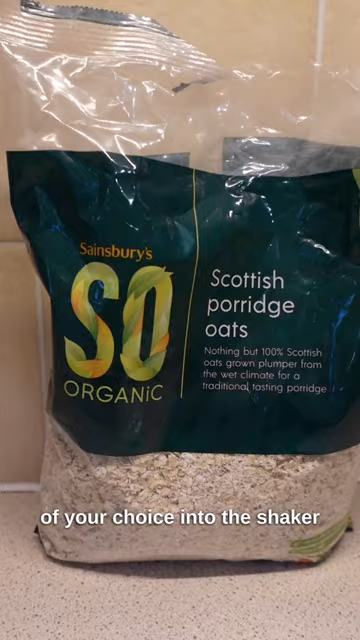 Sainsbury's
SO
ORGANiC
Scottish
porridge
oats
Nothing but 100% Scottish
oats grown plumper from
the wet climate for a
traditional tasting porridge
of your choice into the shaker